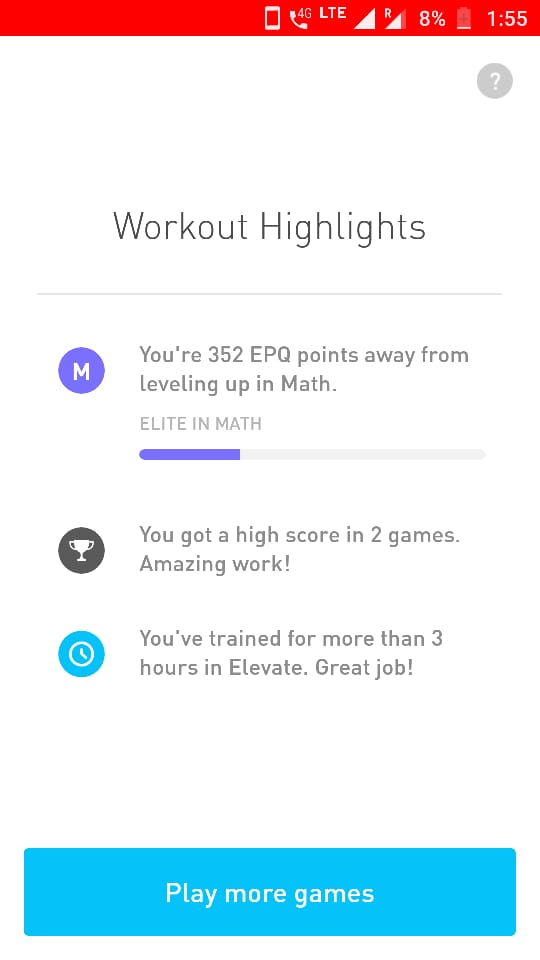 4G LTE R 8% 1:55
?
Workout Highlights
M
You're 352 EPQ points away from
leveling up in Math.
ELITE IN MATH
You got a high score in 2 games.
Amazing work!
You've trained for more than 3
hours in Elevate. Great job!
Play more games